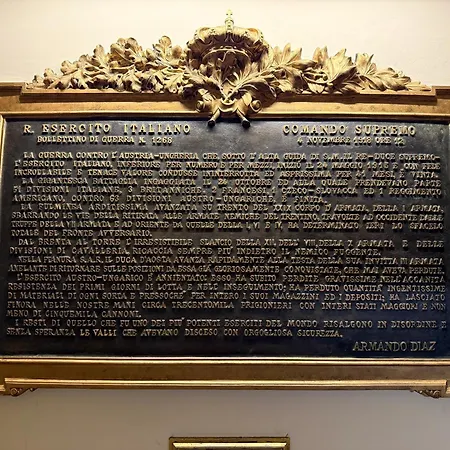 R. ESERCITO ITALIANO COMANDO SUPREMO
BOLLETTINO DI GUERRA N. 1268 4 NOVEMBRE 1918 ORE 12
LA GUERRA CONTRO L'AUSTRIA-UNGHERIA CHE, SOTTO L'ALTA GUIDA DI S.M. IL RE-DUCE SUPREMO-
L'ESERCITO ITALIANO, INFERIORE PER NUMERO E PER MEZZI, INIZIÒ IL 24 MAGGIO 1915 E CON FEDE
INCROLLABILE E TENACE VALORE CONDUSSE ININTERROTTA ED ASPRISSIMA PER 41 MESI, È VINTA.
LA GIGANTESCA BATTAGLIA INGAGGIATA IL 24 OTTOBRE ED ALLA QUALE PRENDEVANO PARTE
51 DIVISIONI ITALIANE, 3 BRITANNICHE, 2 FRANCESI, 1 CZECO-SLOVACCA ED 1 REGGIMENTO
AMERICANO, CONTRO 63 DIVISIONI AUSTRO-UNGARICHE, È FINITA.
LA FULMINEA ARDITISSIMA AVANZATA SU TRENTO DEL XXIX CORPO D'ARMATA DELLA I ARMATA,
SBARRANDO LE VIE DELLA RITIRATA ALLE ARMATE NEMICHE DEL TRENTINO, TRAVOLTE AD OCCIDENTE DALLE
TRUPPE DELLA VII ARMATA E AD ORIENTE DA QUELLE DELLA I, VI E IV, HA DETERMINATO IERI LO SFACELO
TOTALE DEL FRONTE AVVERSARIO.
DAL BRENTA AL TORRE L'IRRESISTIBILE SLANCIO DELLA XII, DELL'VIII, DELLA X ARMATA E DELLE
DIVISIONI DI CAVALLERIA RICACCIA SEMPRE PIÙ INDIETRO IL NEMICO FUGGENTE.
NELLA PIANURA S.A.R. IL DUCA D'AOSTA AVANZA RAPIDAMENTE ALLA TESTA DELLA SUA INVITTA III ARMATA
ANELANTE DI RITORNARE SULLE POSIZIONI DA ESSA GIÀ GLORIOSAMENTE CONQUISTATE, CHE MAI AVEVA PERDUTE.
L'ESERCITO AUSTRO-UNGARICO È ANNIENTATO: ESSO HA SUBITO PERDITE GRAVISSIME NELL'ACCANITA
RESISTENZA DEI PRIMI GIORNI DI LOTTA E NELL'INSEGUIMENTO; HA PERDUTO QUANTITÀ INGENTISSIME
DI MATERIALI DI OGNI SORTA E PRESSOCHÈ PER INTERO I SUOI MAGAZZINI ED I DEPOSITI; HA LASCIATO
FINORA NELLE NOSTRE MANI CIRCA TRECENTOMILA PRIGIONIERI CON INTERI STATI MAGGIORI E NON
MENO DI CINQUEMILA CANNONI.
I RESTI DI QUELLO CHE FU UNO DEI PIÙ POTENTI ESERCITI DEL MONDO RISALGONO IN DISORDINE E
SENZA SPERANZA LE VALLI CHE AVEVANO DISCESO CON ORGOGLIOSA SICUREZZA.
ARMANDO DIAZ